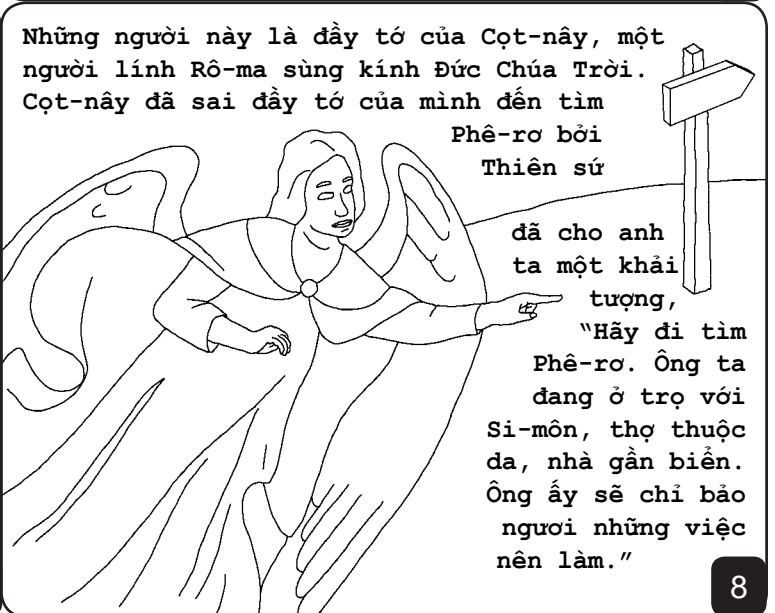 Những người này là đầy tớ của Cọt-nây, một
người lính Rô-ma sùng kính Đức Chúa Trời.
Cọt-nây đã sai đầy tớ của mình đến tìm
Phê-rơ bởi
Thiên sứ
đã cho anh
ta một khải
tượng,
“Hãy đi tìm
Phê-rơ. Ông ta
đang ở trọ với
Si-môn, thợ thuộc
da, nhà gần biển.
Ông ấy sẽ chỉ bảo
ngươi những việc
nên làm.”
8